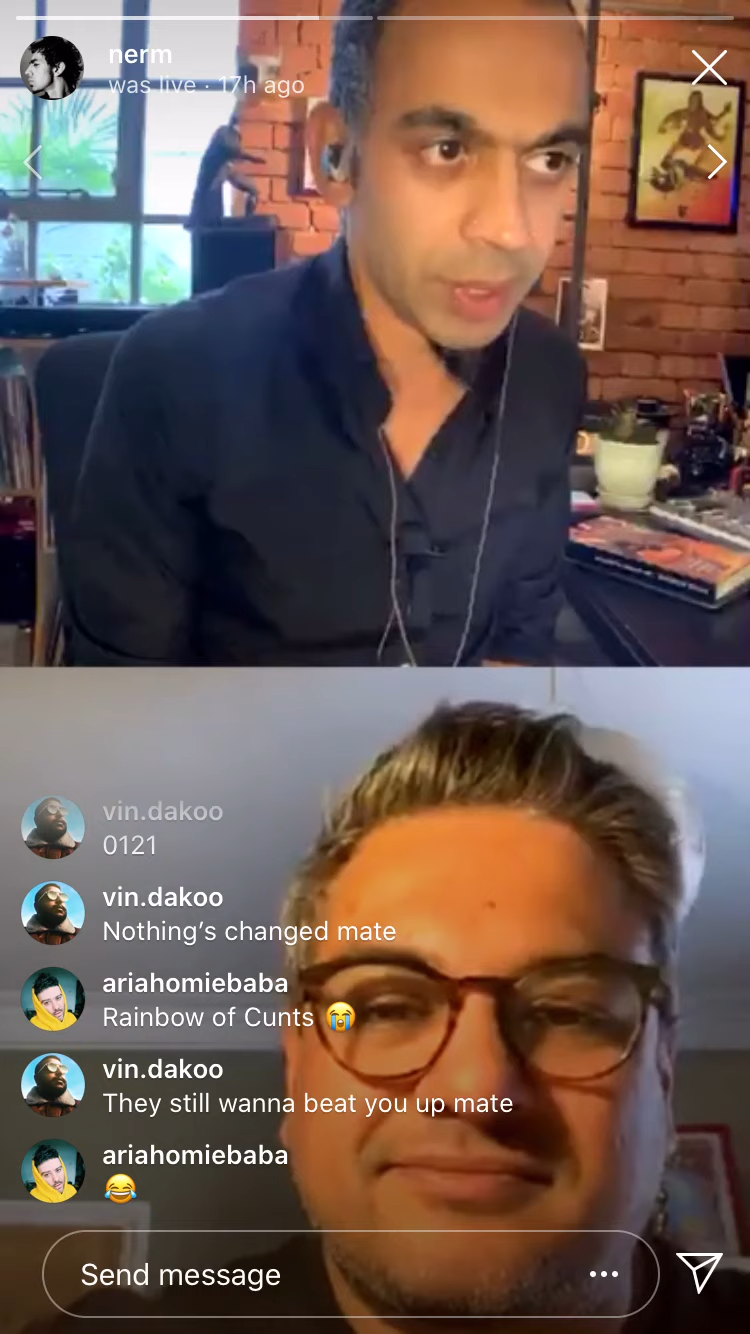 nerm
was live · 17h ago
vin.dakoo
0121
vin.dakoo
Nothing’s changed mate
ariahomiebaba
Rainbow of Cunts 😭
vin.dakoo
They still wanna beat you up mate
ariahomiebaba
😂
Send message